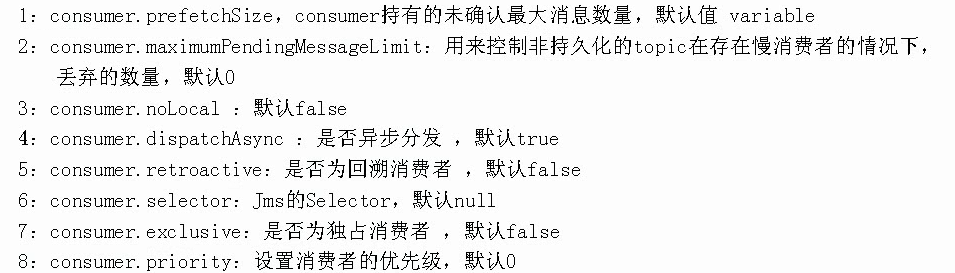 1：consumer.prefetchSize，consumer持有的未确认最大消息数量，默认值 variable
2：consumer.maximumPendingMessageLimit：用来控制非持久化的topic在存在慢消费者的情况下，
丢弃的数量，默认0
3：consumer.noLocal ：默认false
4：consumer.dispatchAsync ：是否异步分发 ，默认true
5：consumer.retroactive：是否为回溯消费者 ，默认false
6：consumer.selector：Jms的Selector，默认null
7：consumer.exclusive：是否为独占消费者 ，默认false
8：consumer.priority：设置消费者的优先级，默认0